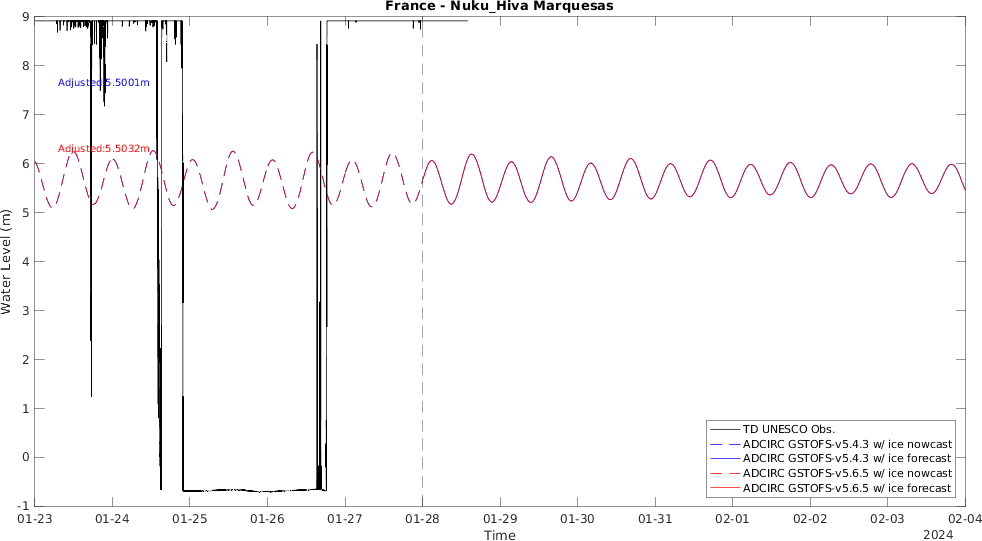 France - Nuku_Hiva Marquesas
9
8
7
6
5
4
3
2
1
0
-1
Water Level (m)
Adjusted:5.5001m
Adjusted:5.5032m
TD UNESCO Obs.
ADCIRC GSTOFS-v5.4.3 w/ ice nowcast
ADCIRC GSTOFS-v5.4.3 w/ ice forecast
ADCIRC GSTOFS-v5.6.5 w/ ice nowcast
ADCIRC GSTOFS-v5.6.5 w/ ice forecast
01-23 01-24 01-25 01-26 01-27 01-28 01-29 01-30 01-31 02-01 02-02 02-03 02-04
Time
2024